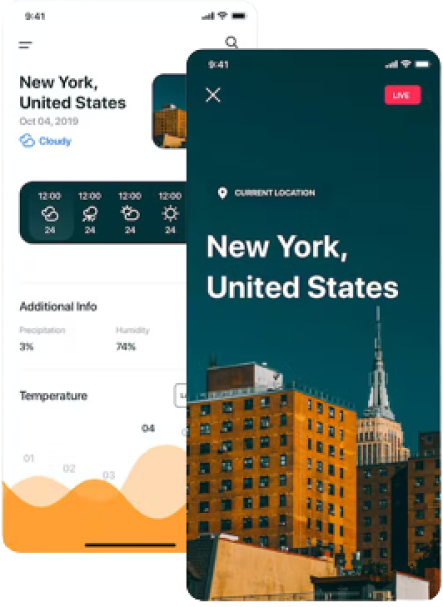 9:41
New York,
United States
Oct 04, 2019
Cloudy
12:00 12:00 12:00 12:00
24 24 24 24
Additional Info
Precipitation Humidity
3% 74%
Temperature
04
01
02
03
9:41
LIVE
CURRENT LOCATION
New York,
United States